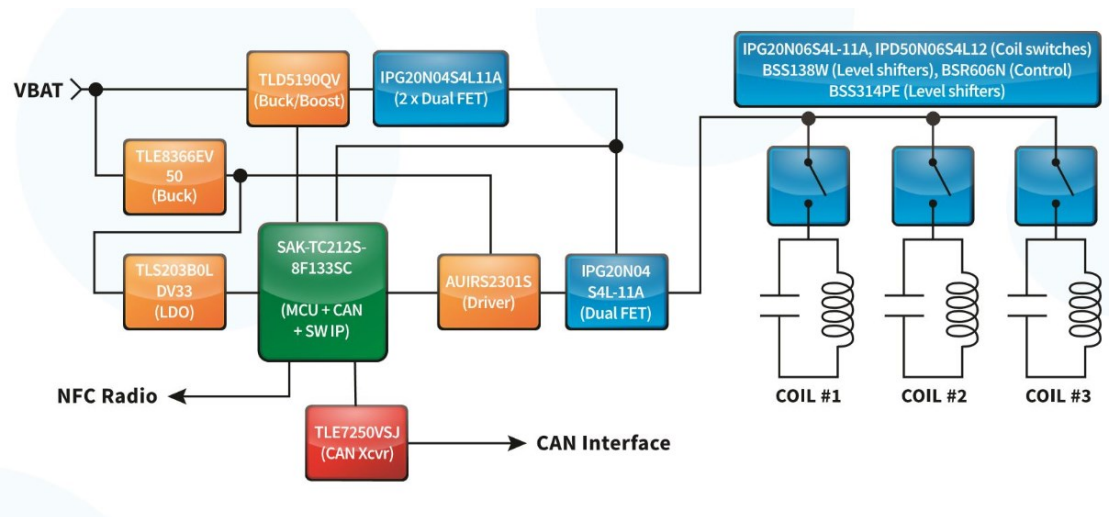 VBAT
TLD5190QV
(Buck/Boost)
IPG20N04S4L11A
(2 x Dual FET)
IPG20N06S4L-11A, IPD50N06S4L12 (Coil switches)
BSS138W (Level shifters), BSR606N (Control)
BSS314PE (Level shifters)
TLE8366EV
50
(Buck)
SAK-TC212S-
8F133SC
(MCU + CAN
+ SW IP)
TLS203B0L
DV33
(LDO)
AUIRS2301S
(Driver)
IPG20N04
S4L-11A
(Dual FET)
COIL #1
COIL #2
COIL #3
NFC Radio
TLE7250VSJ
(CAN Xcvr)
CAN Interface